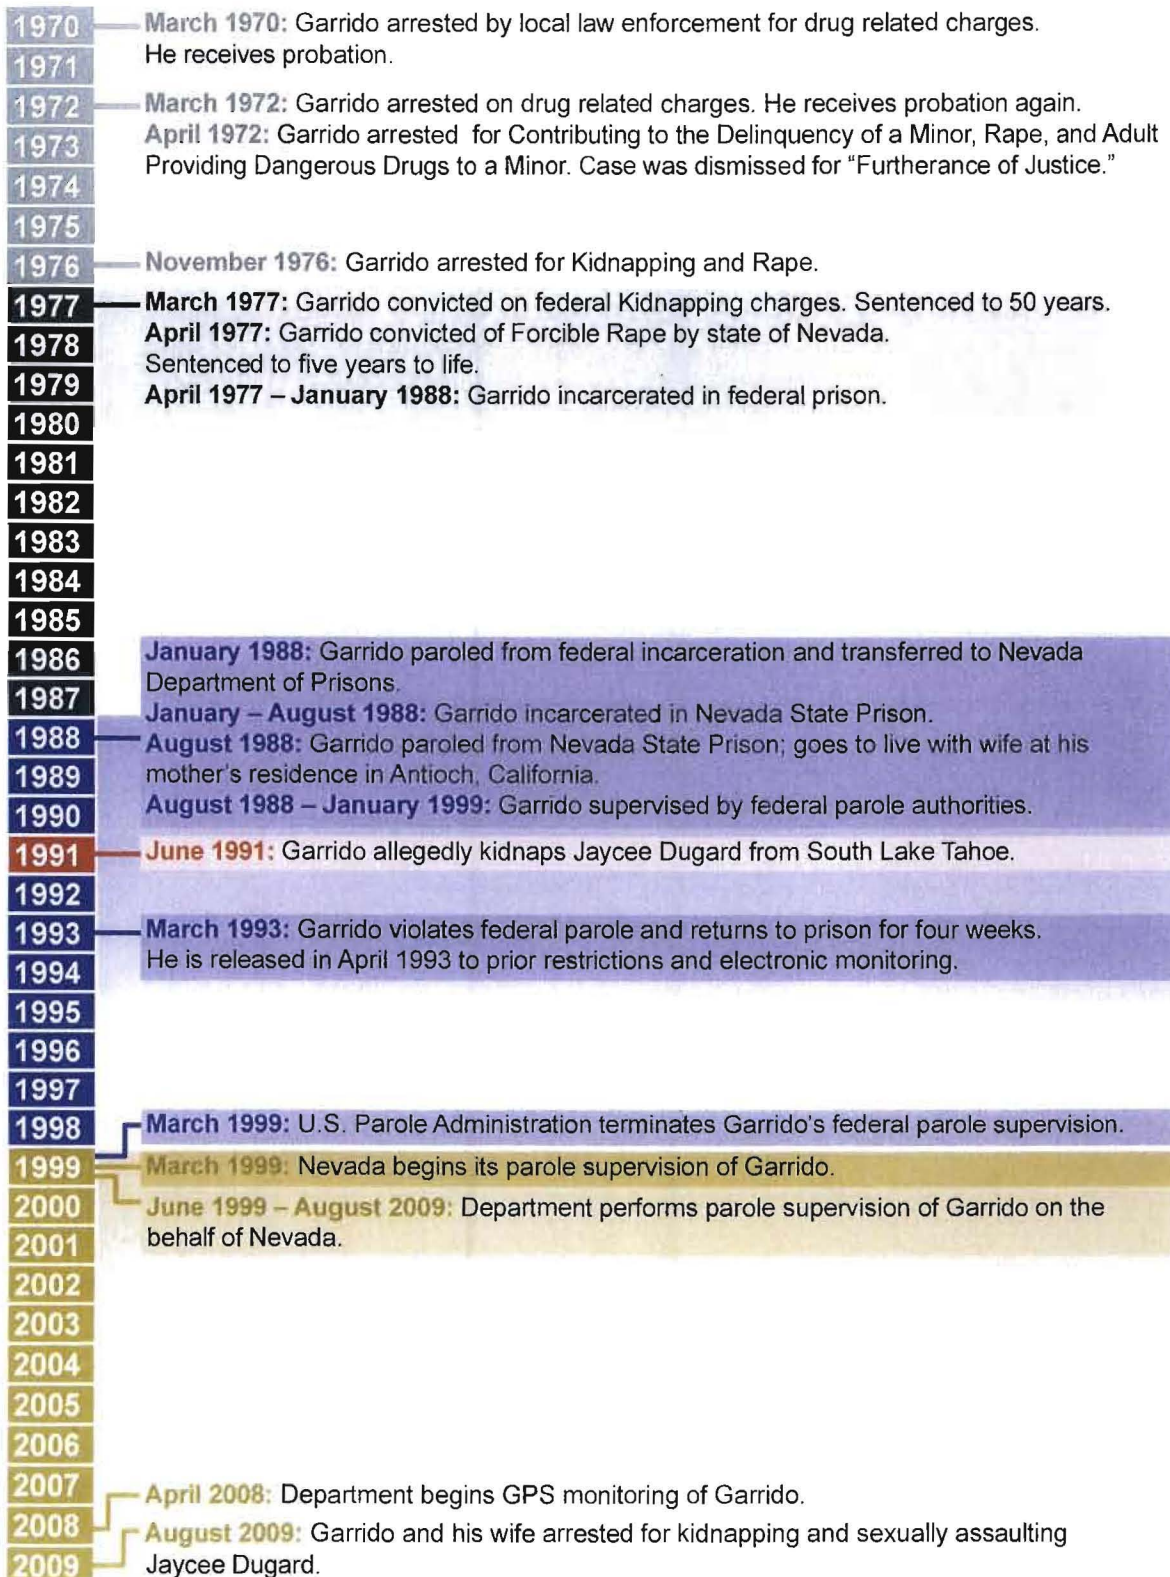 1970
March 1970: Garrido arrested by local law enforcement for drug related charges.
He receives probation.
1971
1972
March 1972: Garrido arrested on drug related charges. He receives probation again.
April 1972: Garrido arrested for Contributing to the Delinquency of a Minor, Rape, and Adult
Providing Dangerous Drugs to a Minor. Case was dismissed for “Furtherance of Justice.”
1973
1974
1975
1976
November 1976: Garrido arrested for Kidnapping and Rape.
1977
March 1977: Garrido convicted on federal Kidnapping charges. Sentenced to 50 years.
April 1977: Garrido convicted of Forcible Rape by state of Nevada.
Sentenced to five years to life.
April 1977 – January 1988: Garrido incarcerated in federal prison.
1978
1979
1980
1981
1982
1983
1984
1985
1986
1987
1988
January 1988: Garrido paroled from federal incarceration and transferred to Nevada
Department of Prisons.
January – August 1988: Garrido incarcerated in Nevada State Prison.
August 1988: Garrido paroled from Nevada State Prison; goes to live with wife at his
mother's residence in Antioch, California.
August 1988 – January 1999: Garrido supervised by federal parole authorities.
1989
1990
1991
June 1991: Garrido allegedly kidnaps Jaycee Dugard from South Lake Tahoe.
1992
1993
March 1993: Garrido violates federal parole and returns to prison for four weeks.
He is released in April 1993 to prior restrictions and electronic monitoring.
1994
1995
1996
1997
1998
March 1999: U.S. Parole Administration terminates Garrido's federal parole supervision.
1999
March 1999: Nevada begins its parole supervision of Garrido.
June 1999 – August 2009: Department performs parole supervision of Garrido on the
behalf of Nevada.
2000
2001
2002
2003
2004
2005
2006
2007
2008
April 2008: Department begins GPS monitoring of Garrido.
August 2009: Garrido and his wife arrested for kidnapping and sexually assaulting
Jaycee Dugard.
2009